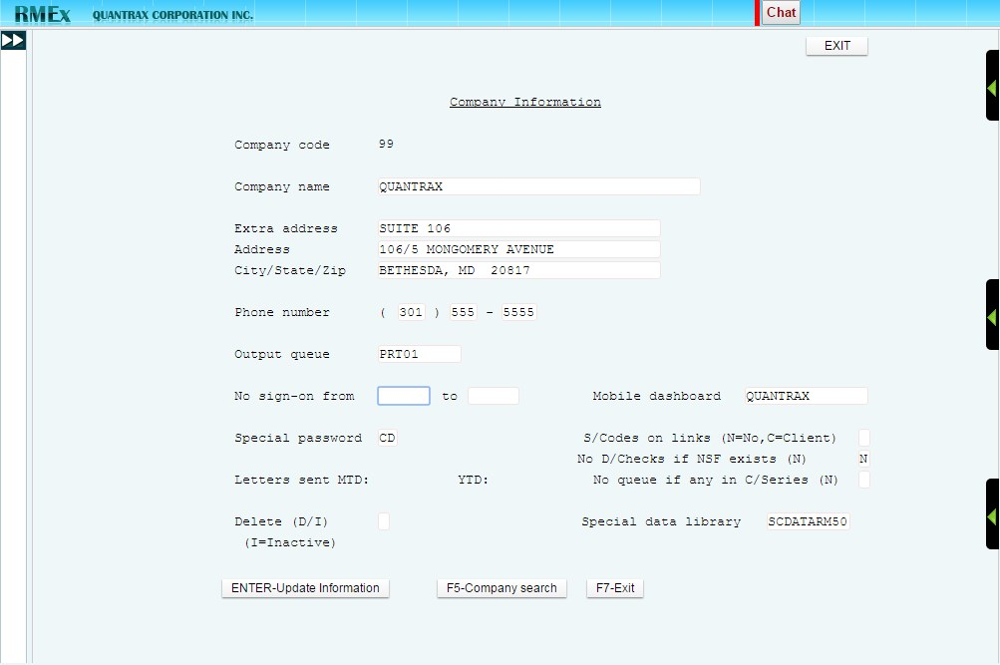 RMEx QUANTRAX CORPORATION INC. Chat
EXIT
Company Information
Company code 99
Company name QUANTRAX
Extra address SUITE 106
Address 106/5 MONGOMERY AVENUE
City/State/Zip BETHESDA, MD  20817
Phone number ( 301 ) 555 - 5555
Output queue PRT01
No sign-on from to Mobile dashboard QUANTRAX
Special password CD S/Codes on links (N=No,C=Client)
No D/Checks if NSF exists (N) N
Letters sent MTD: YTD: No queue if any in C/Series (N)
Delete (D/I) Special data library SCDATARM50
(I=Inactive)
ENTER-Update Information F5-Company search F7-Exit